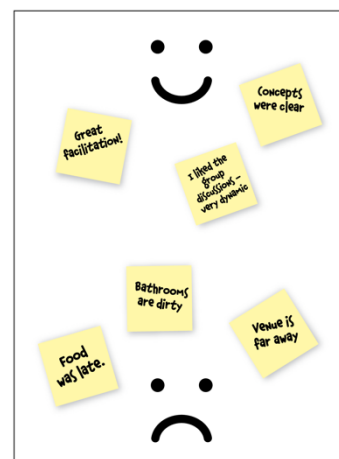 Great
facilitation!
Concepts
were clear
I liked the
group
discussions –
very dynamic
Bathrooms
are dirty
Food
was late.
Venue is
far away